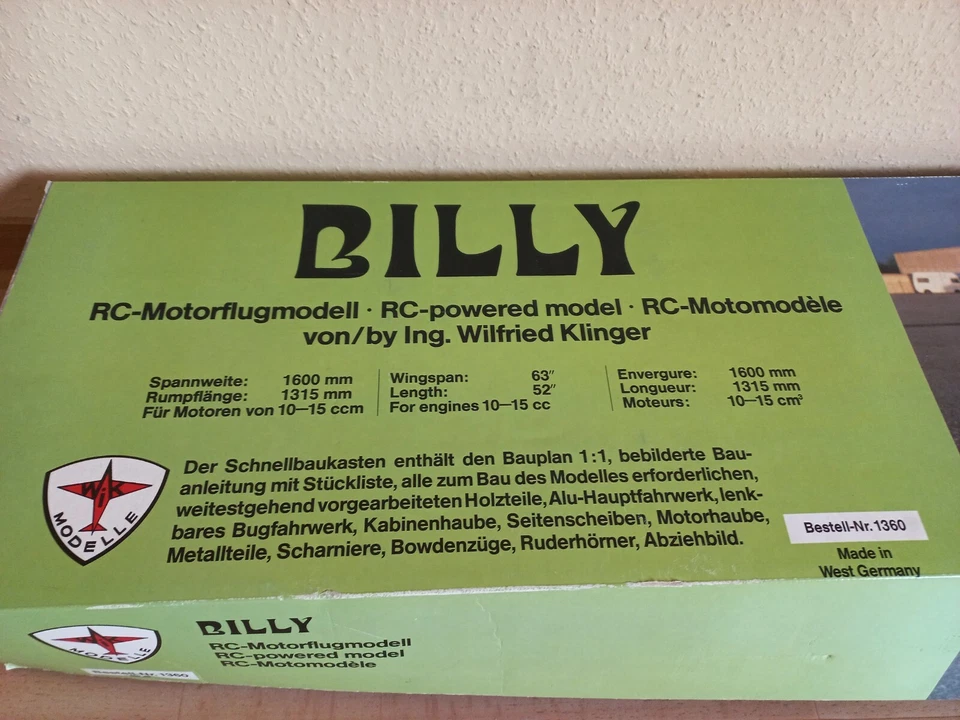 BILLY
RC-Motorflugmodell · RC-powered model · RC-Motomodèle
von/by Ing. Wilfried Klinger
Spannweite: 1600 mm
Rumpflänge: 1315 mm
Für Motoren von 10—15 ccm
Wingspan: 63″
Length: 52″
For engines 10—15 cc
Envergure: 1600 mm
Longueur: 1315 mm
Moteurs: 10—15 cm³
WiK
MODELLE
Der Schnellbaukasten enthält den Bauplan 1:1, bebilderte Bau-
anleitung mit Stückliste, alle zum Bau des Modelles erforderlichen,
weitestgehend vorgearbeiteten Holzteile, Alu-Hauptfahrwerk, lenk-
bares Bugfahrwerk, Kabinenhaube, Seitenscheiben, Motorhaube,
Metallteile, Scharniere, Bowdenzüge, Ruderhörner, Abziehbild.
Bestell-Nr. 1360
Made in
West Germany
WiK
MODELLE
BILLY
RC-Motorflugmodell
RC-powered model
RC-Motomodèle
Bestell-Nr. 1360